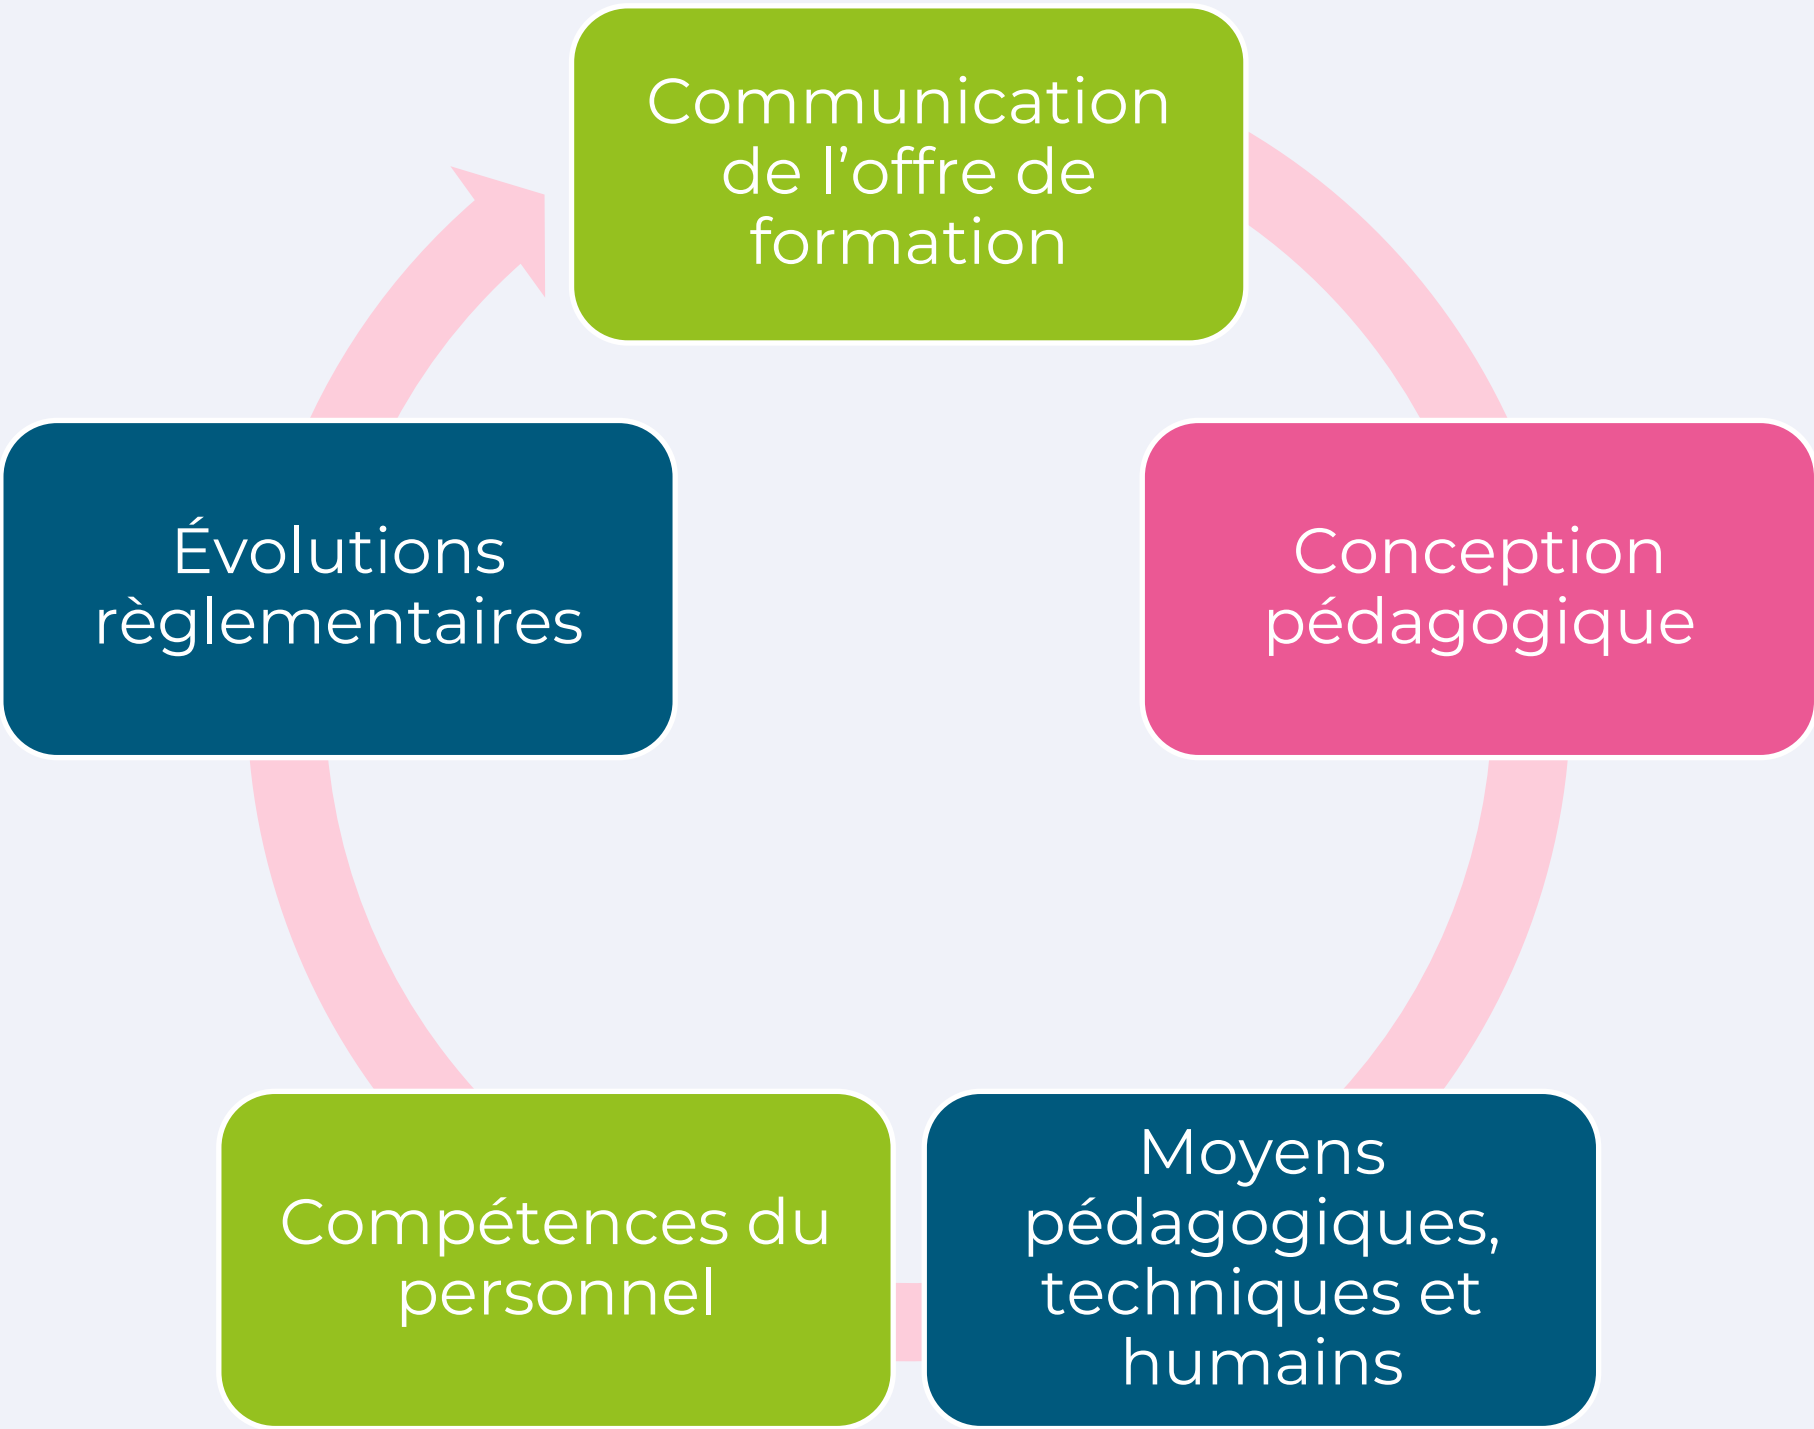 Communication
de l’offre de
formation
Conception
pédagogique
Moyens
pédagogiques,
techniques et
humains
Compétences du
personnel
Évolutions
règlementaires